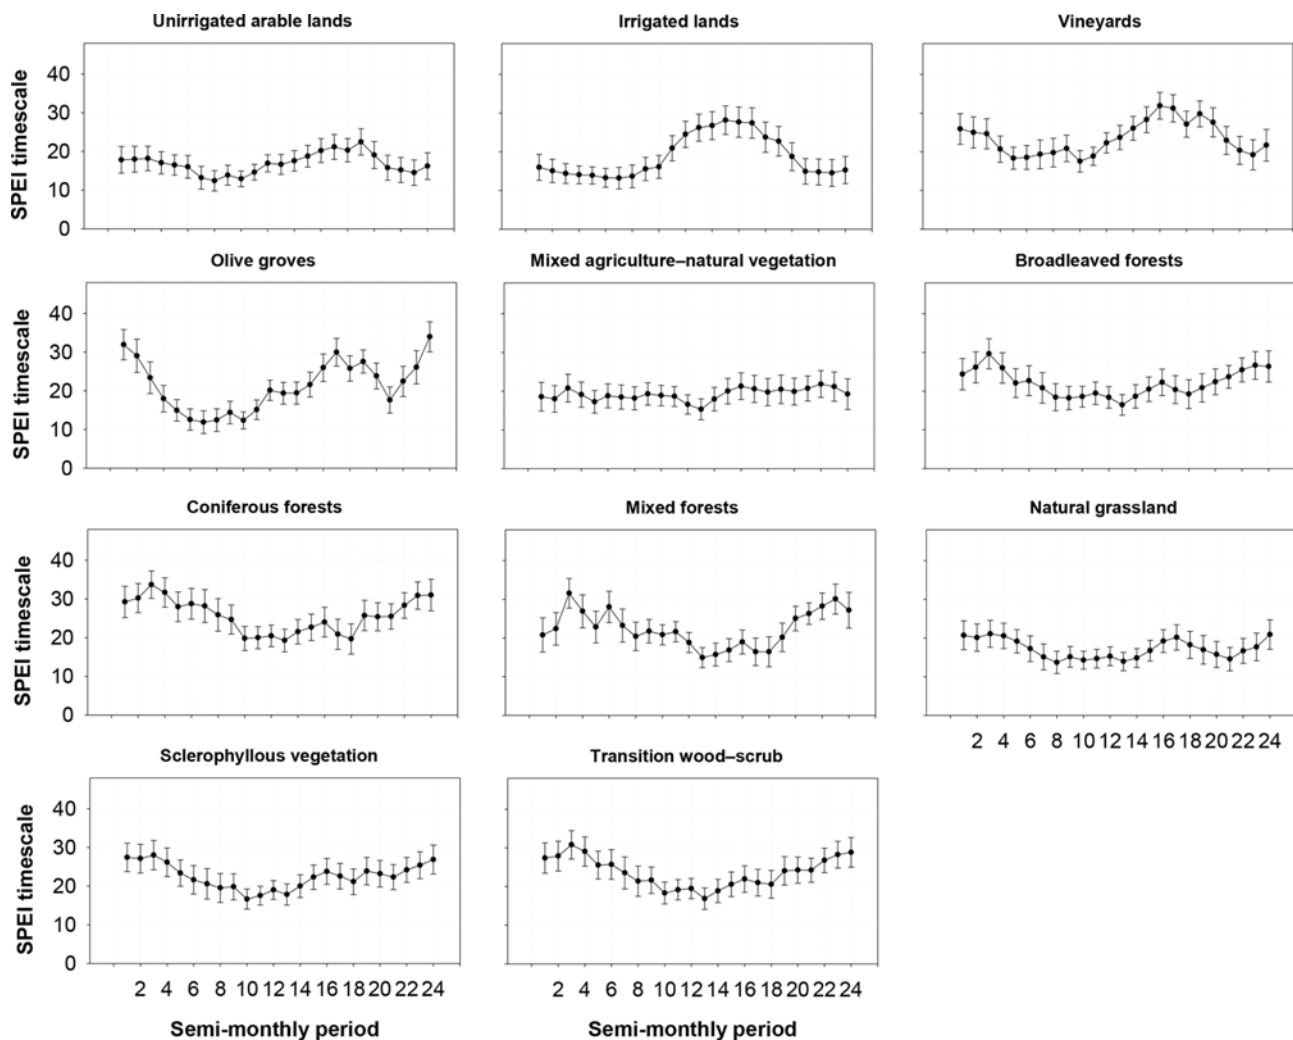 Unirrigated arable lands
Irrigated lands
Vineyards
SPEI timescale
40
30
20
10
0
Olive groves
Mixed agriculture–natural vegetation
Broadleaved forests
SPEI timescale
40
30
20
10
0
Coniferous forests
Mixed forests
Natural grassland
SPEI timescale
40
30
20
10
0
2 4 6 8 10 12 14 16 18 20 22 24
Sclerophyllous vegetation
Transition wood–scrub
SPEI timescale
40
30
20
10
0
2 4 6 8 10 12 14 16 18 20 22 24
2 4 6 8 10 12 14 16 18 20 22 24
Semi-monthly period
Semi-monthly period